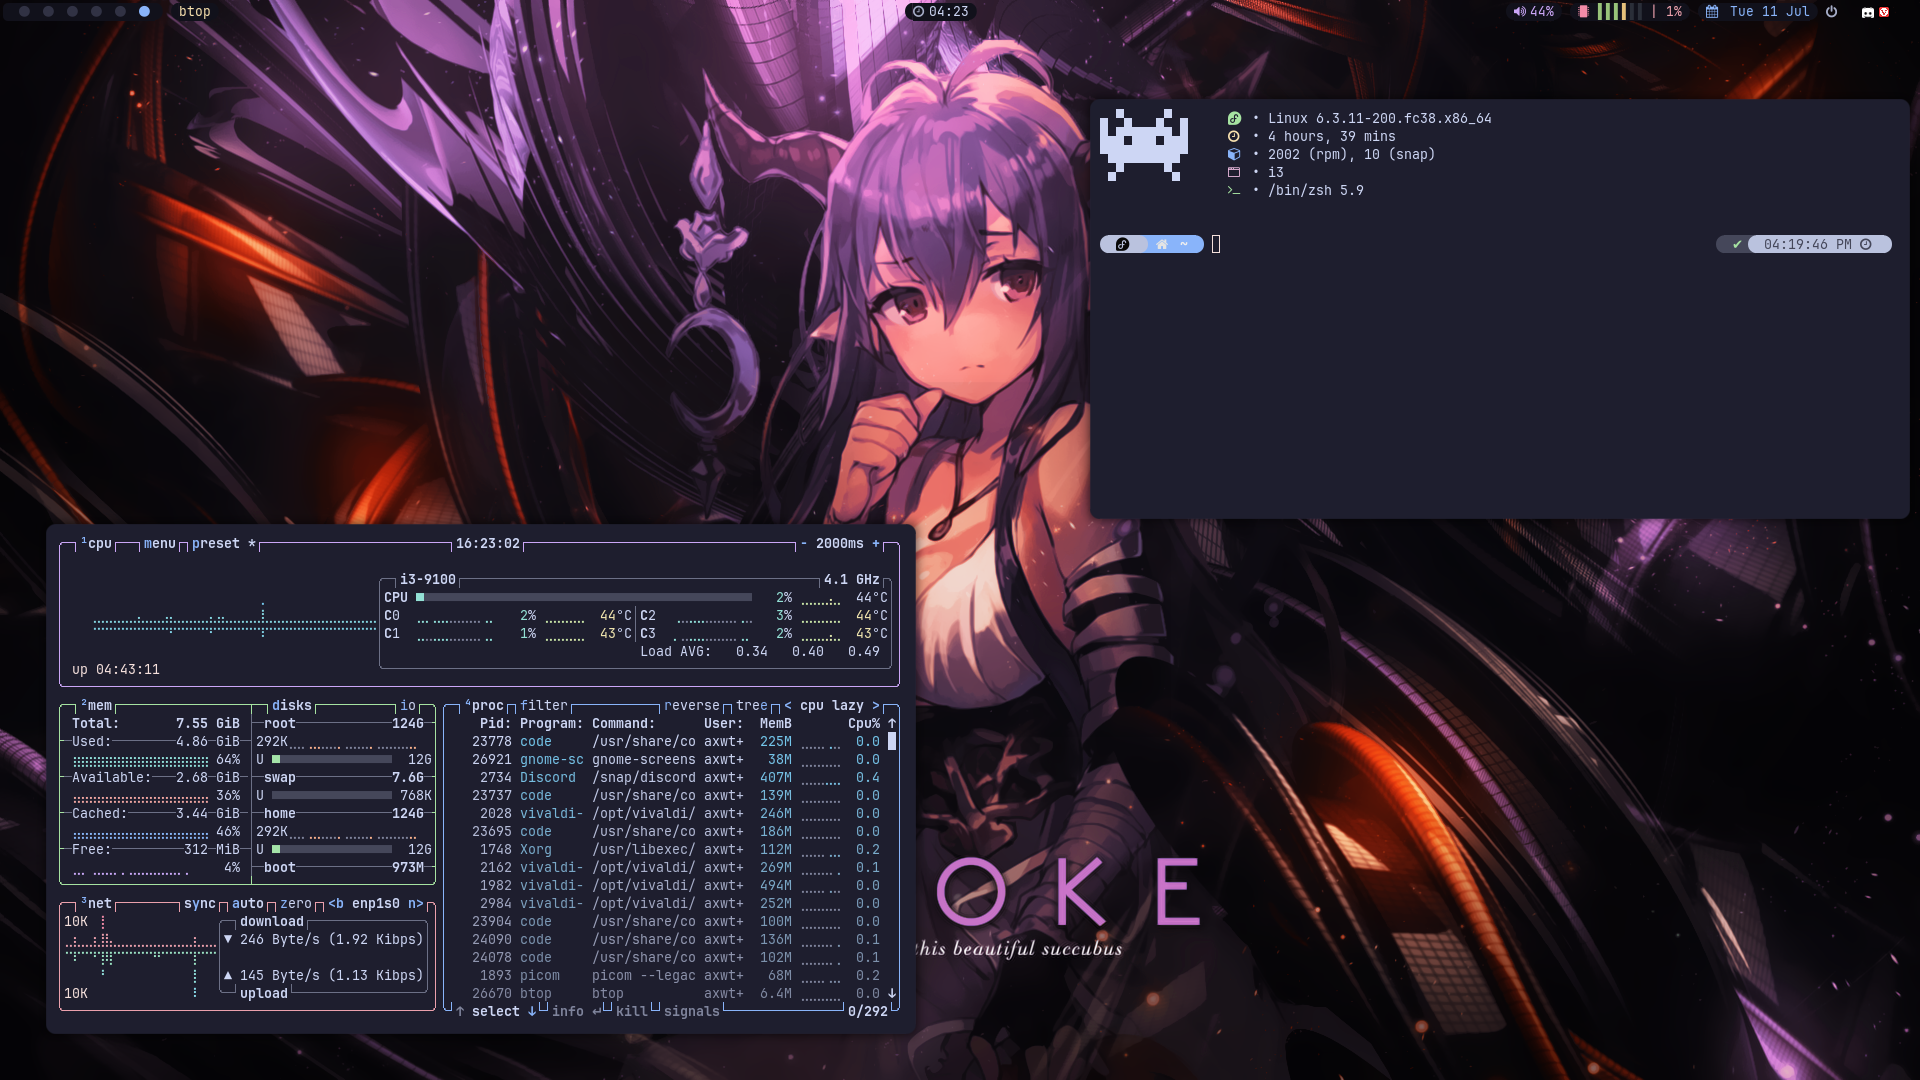 btop
04:23
44%
| 1%
Tue 11 Jul
• Linux 6.3.11-200.fc38.x86_64
• 4 hours, 39 mins
• 2002 (rpm), 10 (snap)
• i3
• /bin/zsh 5.9
~
✔ 04:19:46 PM
¹cpu menu preset * 16:23:02 - 2000ms +
i3-9100 4.1 GHz
CPU 2% 44°C
C0 2% 44°C C2 3% 44°C
C1 1% 43°C C3 2% 43°C
Load AVG: 0.34 0.40 0.49
up 04:43:11
²mem disks io
Total: 7.55 GiB root 124G
Used: 4.86 GiB 292K
64% U 12G
Available: 2.68 GiB swap 7.6G
36% U 768K
Cached: 3.44 GiB home 124G
46% 292K
Free: 312 MiB U 12G
4% boot 973M
³net sync auto zero <b enp1s0 n>
10K download
▼ 246 Byte/s (1.92 Kibps)
▲ 145 Byte/s (1.13 Kibps)
10K upload
⁴proc filter reverse tree < cpu lazy >
Pid: Program: Command: User: MemB Cpu% ↑
23778 code /usr/share/co axwt+ 225M 0.0
26921 gnome-sc gnome-screens axwt+ 38M 0.0
2734 Discord /snap/discord axwt+ 407M 0.4
23737 code /usr/share/co axwt+ 139M 0.0
2028 vivaldi- /opt/vivaldi/ axwt+ 246M 0.0
23695 code /usr/share/co axwt+ 186M 0.0
1748 Xorg /usr/libexec/ axwt+ 112M 0.2
2162 vivaldi- /opt/vivaldi/ axwt+ 269M 0.1
1982 vivaldi- /opt/vivaldi/ axwt+ 494M 0.0
2984 vivaldi- /opt/vivaldi/ axwt+ 252M 0.0
23904 code /usr/share/co axwt+ 100M 0.0
24090 code /usr/share/co axwt+ 136M 0.1
24078 code /usr/share/co axwt+ 102M 0.1
1893 picom picom --legac axwt+ 68M 0.2
26670 btop btop axwt+ 6.4M 0.0 ↓
↑ select ↓ info ↵ kill signals 0/292
OKE
this beautiful succubus